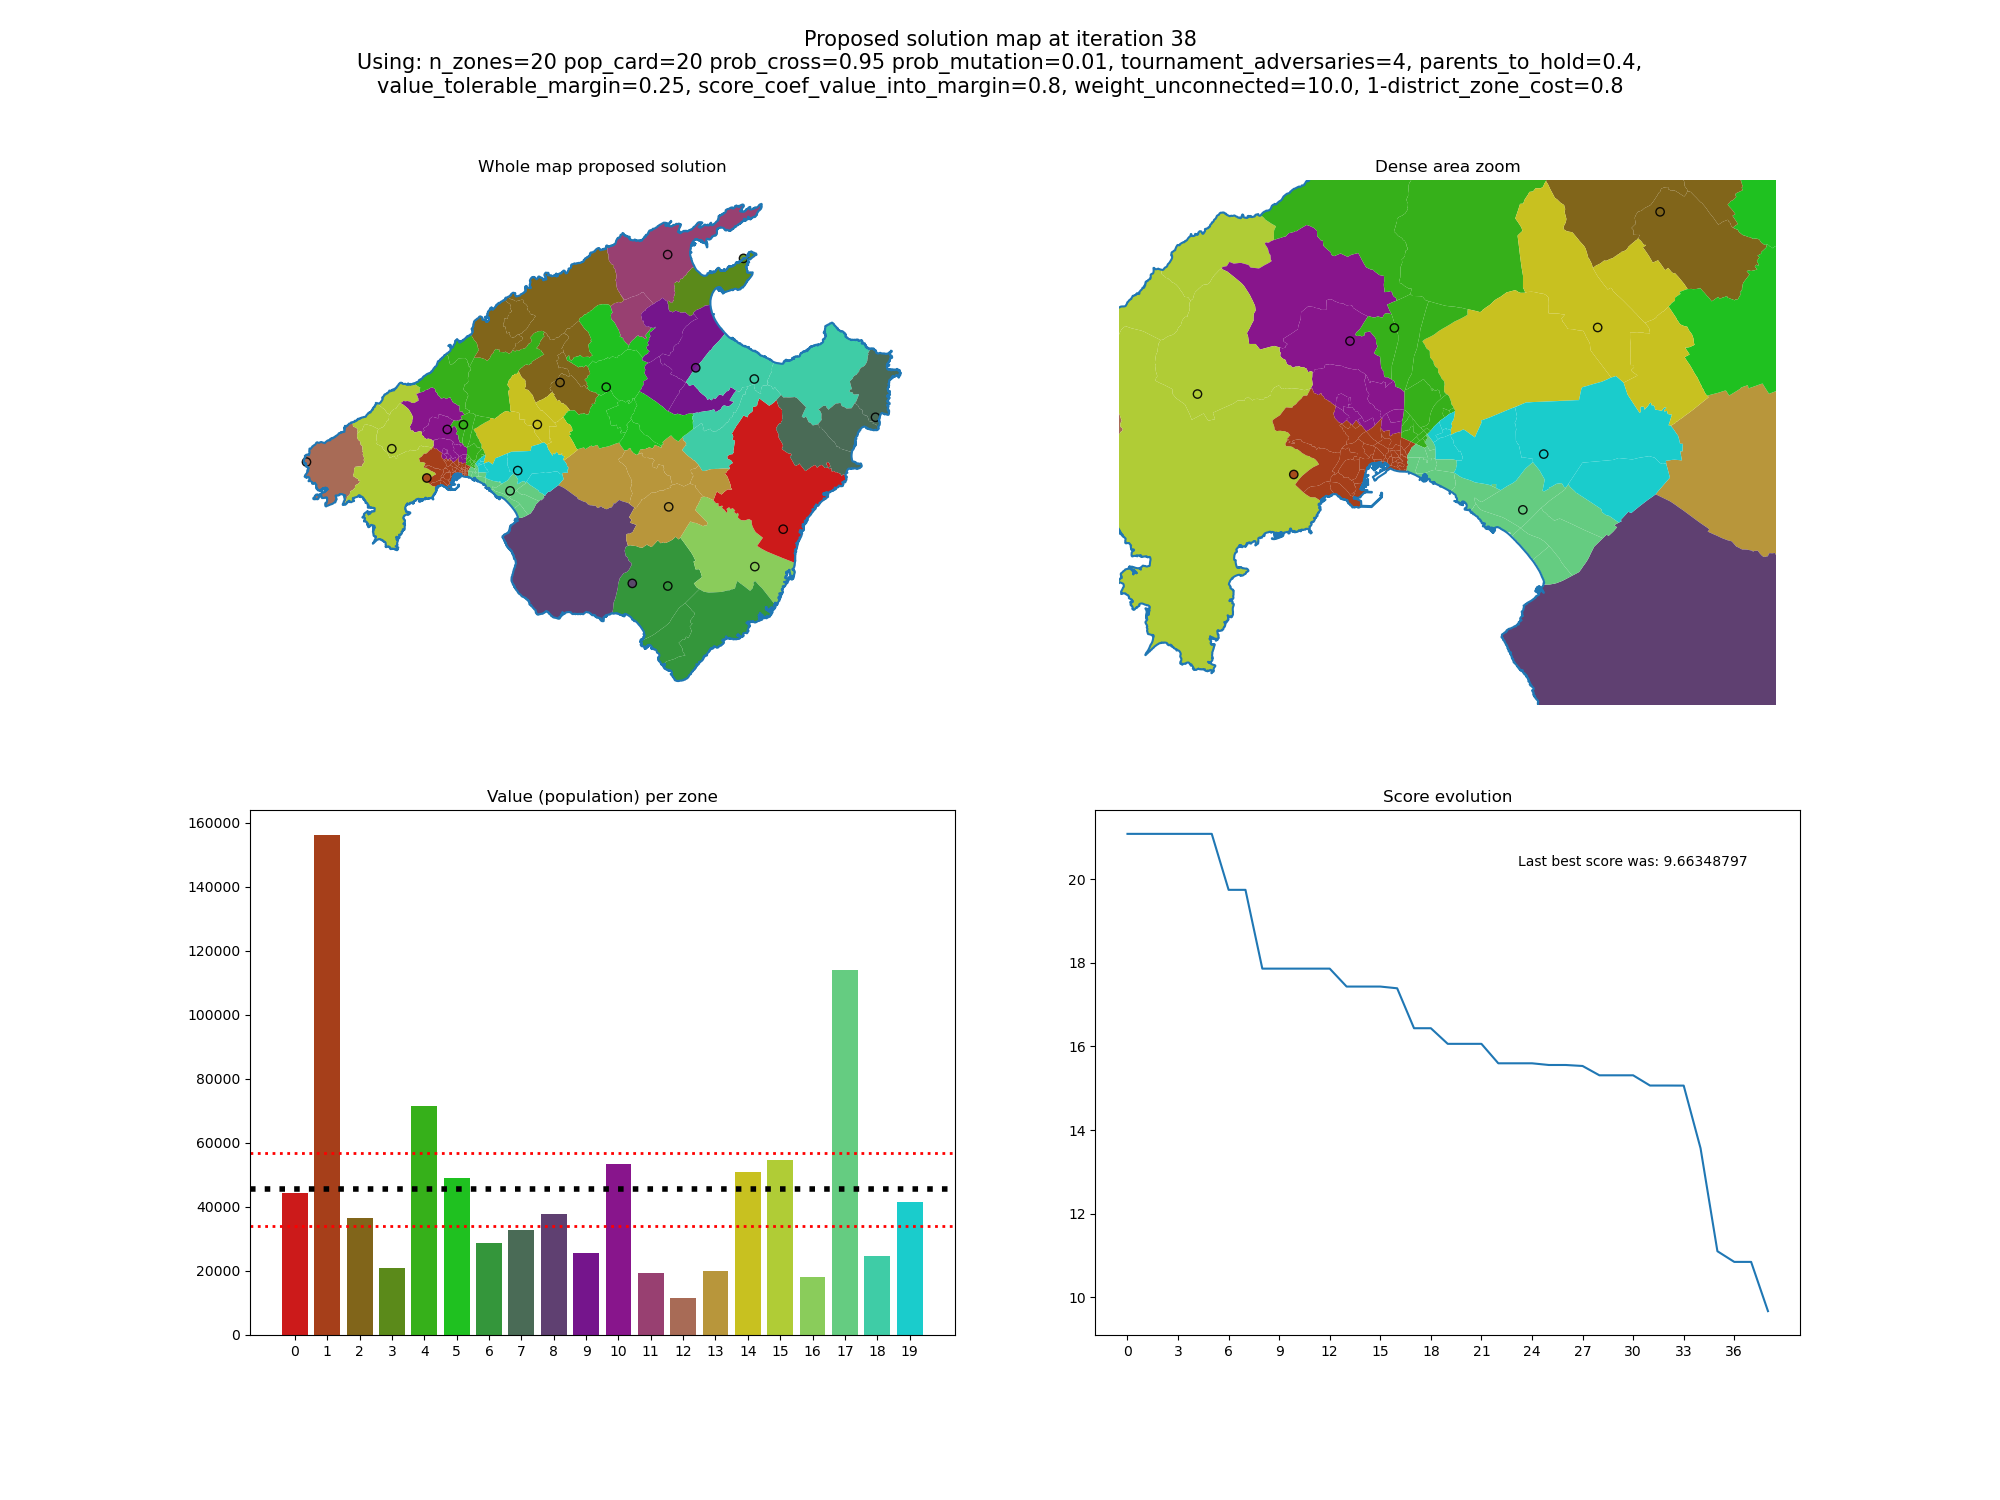 Proposed solution map at iteration 38
Using: n_zones=20 pop_card=20 prob_cross=0.95 prob_mutation=0.01, tournament_adversaries=4, parents_to_hold=0.4,
value_tolerable_margin=0.25, score_coef_value_into_margin=0.8, weight_unconnected=10.0, 1-district_zone_cost=0.8
Whole map proposed solution
Dense area zoom
Value (population) per zone
160000
140000
120000
100000
80000
60000
40000
20000
0
0 1 2 3 4 5 6 7 8 9 10 11 12 13 14 15 16 17 18 19
Score evolution
Last best score was: 9.66348797
20
18
16
14
12
10
0 3 6 9 12 15 18 21 24 27 30 33 36